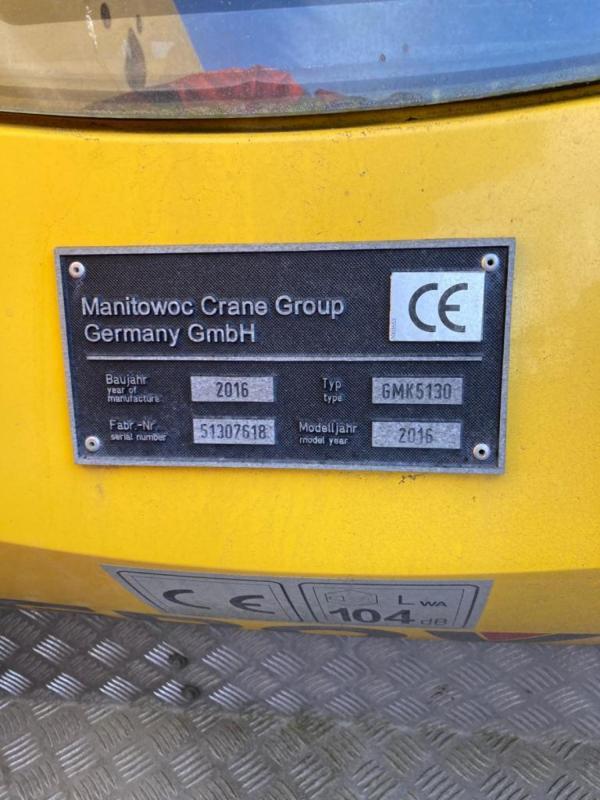 Manitowoc Crane Group
Germany GmbH
CE
Baujahr
year of
manufacture
2016
Typ
type
GMK5130
Fabr.-Nr.
serial number
51307618
Modelljahr
model year
2016
CE
LWA
104 dB